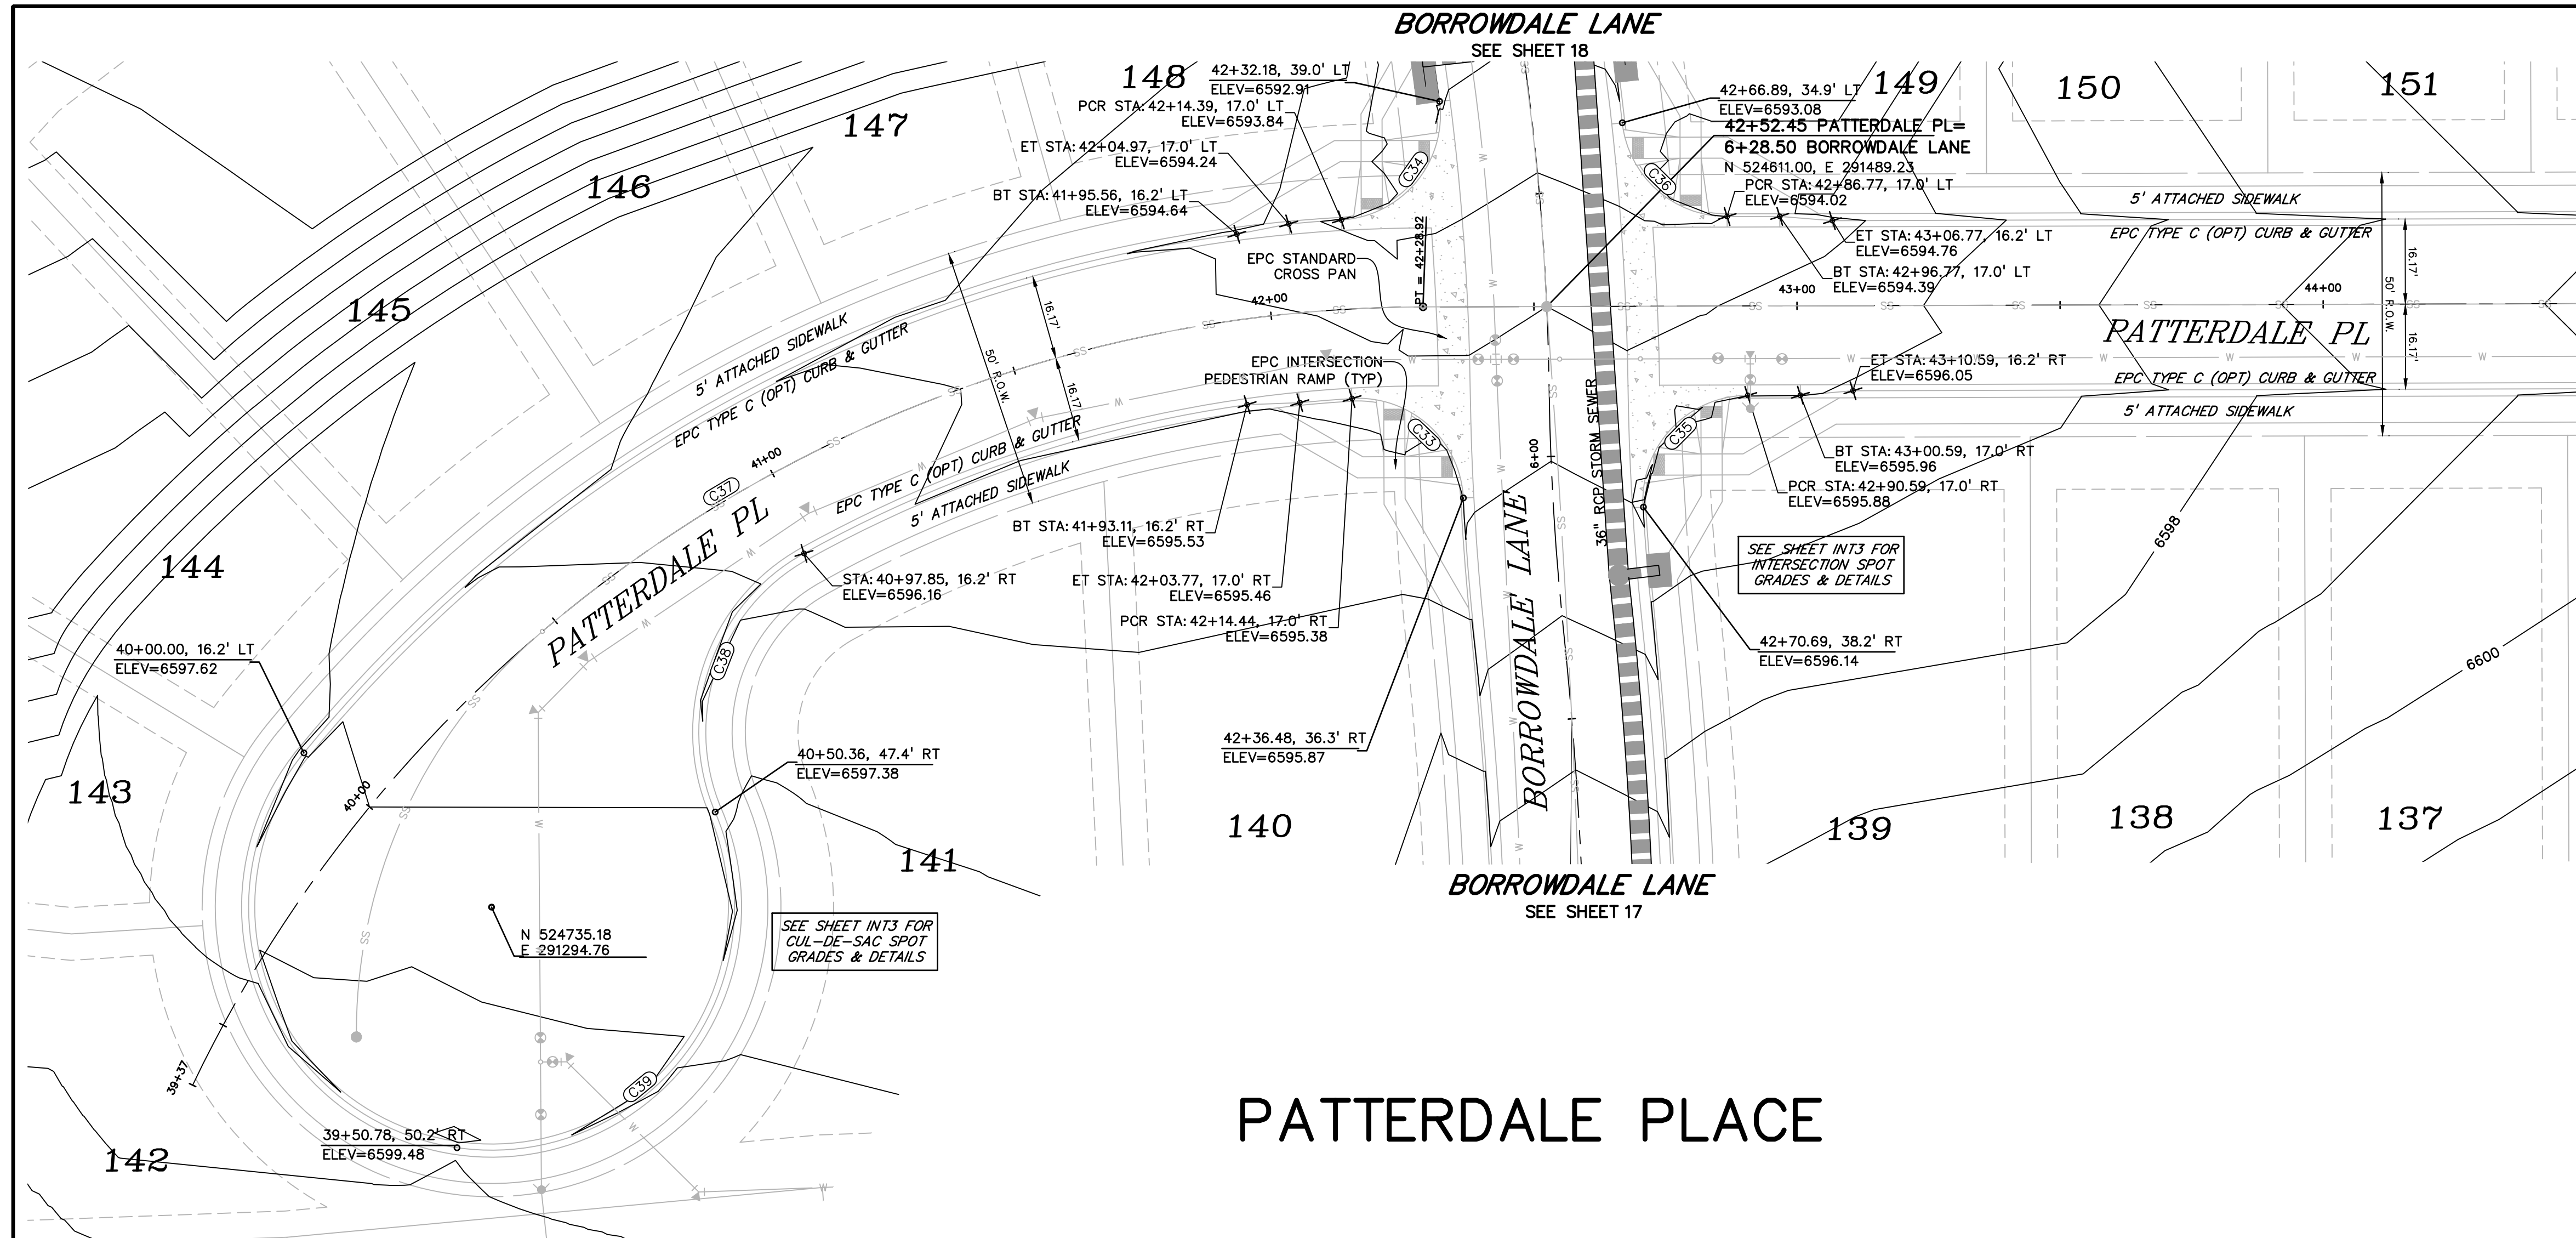 BORROWDALE LANE
SEE SHEET 18
148
147
146
145
144
143
142
141
140
139
138
137
149
150
151
42+32.18, 39.0' LT
ELEV=6592.91
PCR STA: 42+14.39, 17.0' LT
ELEV=6593.84
ET STA: 42+04.97, 17.0' LT
ELEV=6594.24
BT STA: 41+95.56, 16.2' LT
ELEV=6594.64
42+66.89, 34.9' LT
ELEV=6593.08
42+52.45 PATTERDALE PL=
6+28.50 BORROWDALE LANE
N 524611.00, E 291489.23
PCR STA: 42+86.77, 17.0' LT
ELEV=6594.02
ET STA: 43+06.77, 16.2' LT
ELEV=6594.76
BT STA: 42+96.77, 17.0' LT
ELEV=6594.39
C34
C36
PT = 42+28.92
EPC STANDARD
CROSS PAN
EPC INTERSECTION
PEDESTRIAN RAMP (TYP)
42+00
43+00
44+00
5' ATTACHED SIDEWALK
EPC TYPE C (OPT) CURB & GUTTER
16.17'
50' R.O.W.
16.17'
PATTERDALE PL
EPC TYPE C (OPT) CURB & GUTTER
5' ATTACHED SIDEWALK
ET STA: 43+10.59, 16.2' RT
ELEV=6596.05
BT STA: 43+00.59, 17.0' RT
ELEV=6595.96
PCR STA: 42+90.59, 17.0' RT
ELEV=6595.88
5' ATTACHED SIDEWALK
EPC TYPE C (OPT) CURB & GUTTER
16.17'
50' R.O.W.
16.17'
41+00
C37
PATTERDALE PL
EPC TYPE C (OPT) CURB & GUTTER
5' ATTACHED SIDEWALK
C33
C35
6+00
36" RCP STORM SEWER
BORROWDALE LANE
BT STA: 41+93.11, 16.2' RT
ELEV=6595.53
STA: 40+97.85, 16.2' RT
ELEV=6596.16
ET STA: 42+03.77, 17.0' RT
ELEV=6595.46
PCR STA: 42+14.44, 17.0' RT
ELEV=6595.38
SEE SHEET INT3 FOR
INTERSECTION SPOT
GRADES & DETAILS
6598
6600
40+00.00, 16.2' LT
ELEV=6597.62
C38
42+70.69, 38.2' RT
ELEV=6596.14
42+36.48, 36.3' RT
ELEV=6595.87
40+50.36, 47.4' RT
ELEV=6597.38
40+00
BORROWDALE LANE
SEE SHEET 17
N 524735.18
E 291294.76
SEE SHEET INT3 FOR
CUL-DE-SAC SPOT
GRADES & DETAILS
39+37
C39
39+50.78, 50.2' RT
ELEV=6599.48
PATTERDALE PLACE